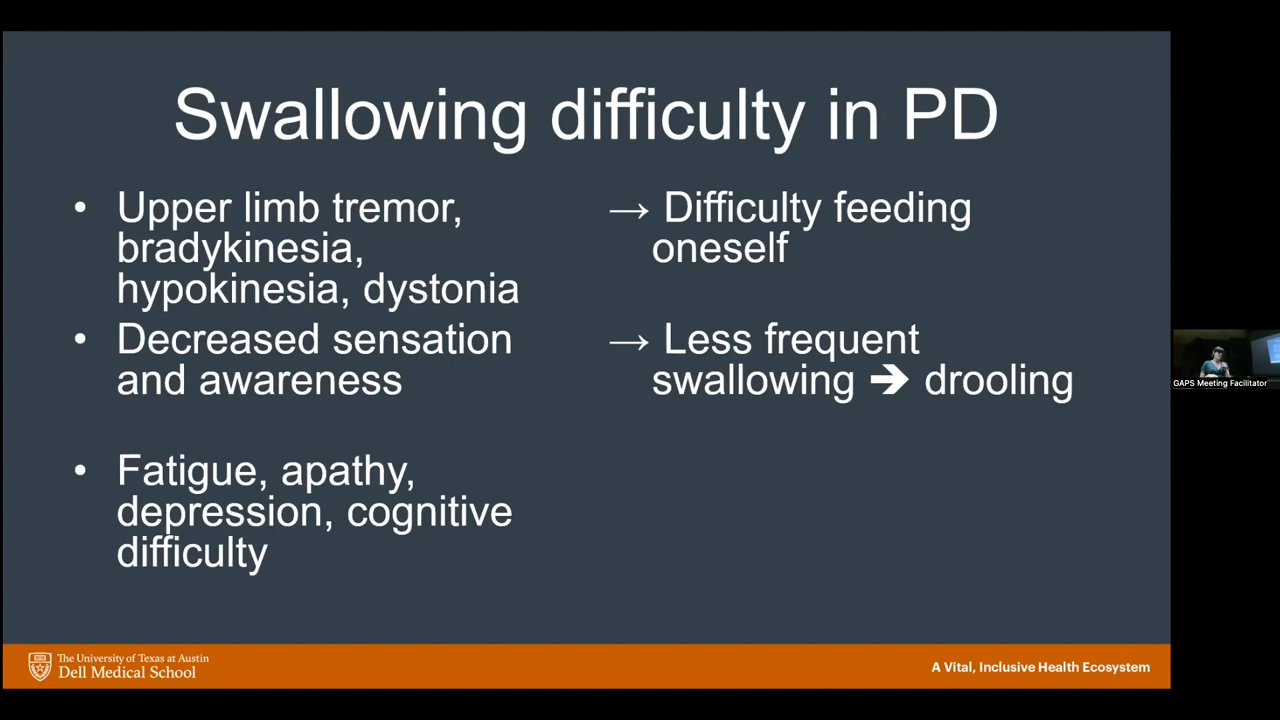 Swallowing difficulty in PD
• Upper limb tremor,
bradykinesia,
hypokinesia, dystonia
→ Difficulty feeding
oneself
• Decreased sensation
and awareness
→ Less frequent
swallowing ➔ drooling
• Fatigue, apathy,
depression, cognitive
difficulty
GAPS Meeting Facilitator
The University of Texas at Austin
Dell Medical School
A Vital, Inclusive Health Ecosystem